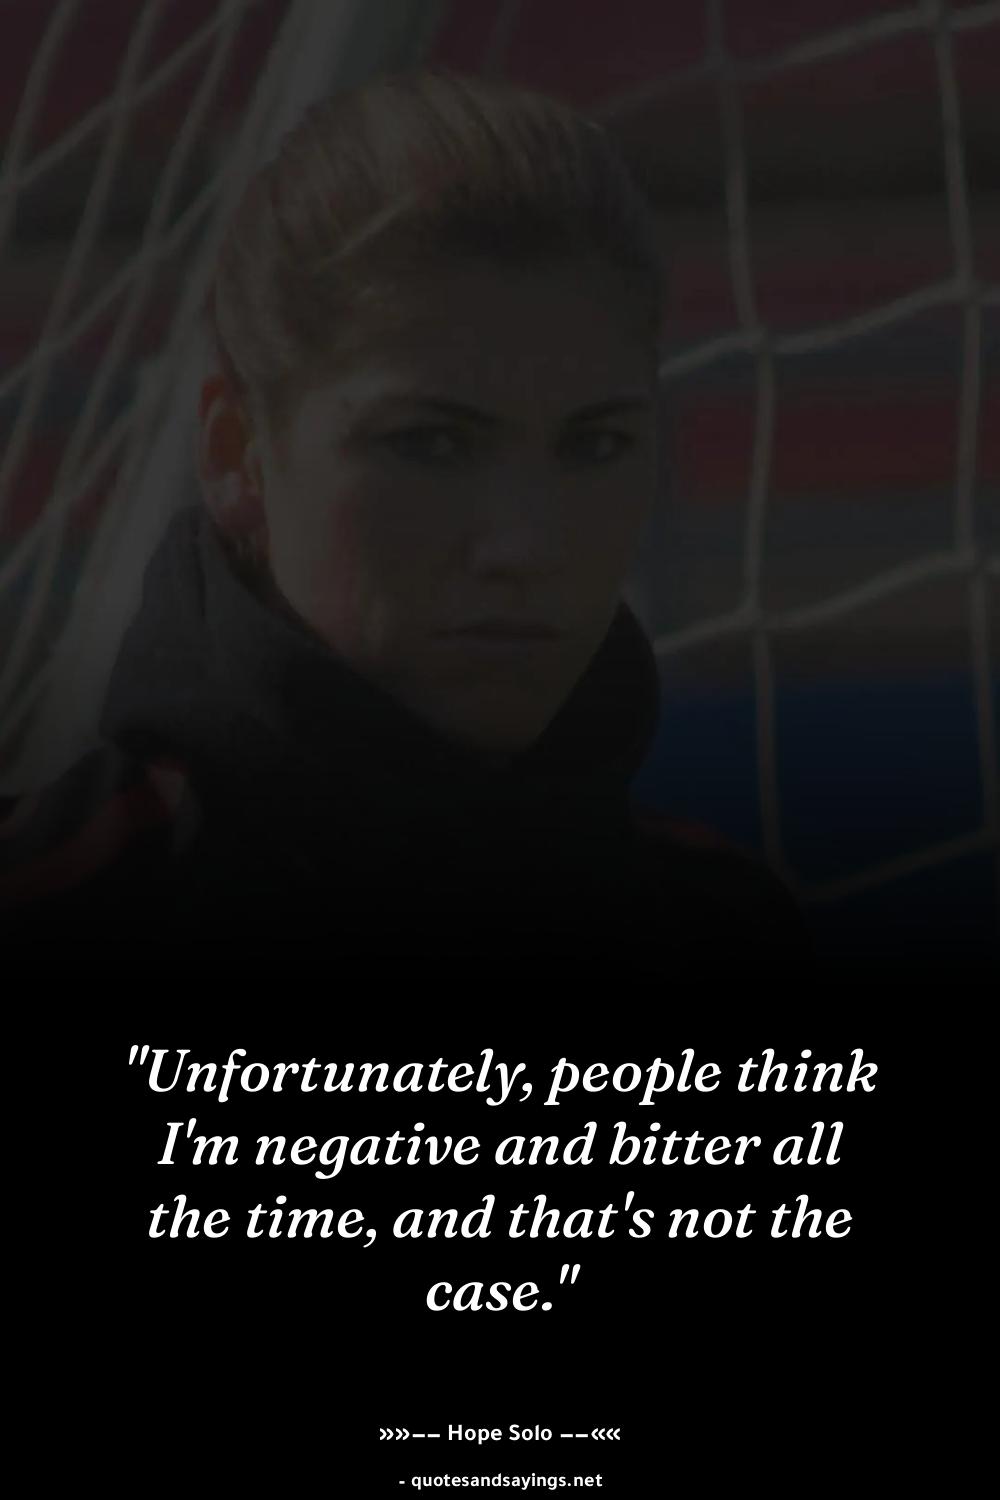 "Unfortunately, people think
I'm negative and bitter all
the time, and that's not the
case."
»»−− Hope Solo −−««
- quotesandsayings.net